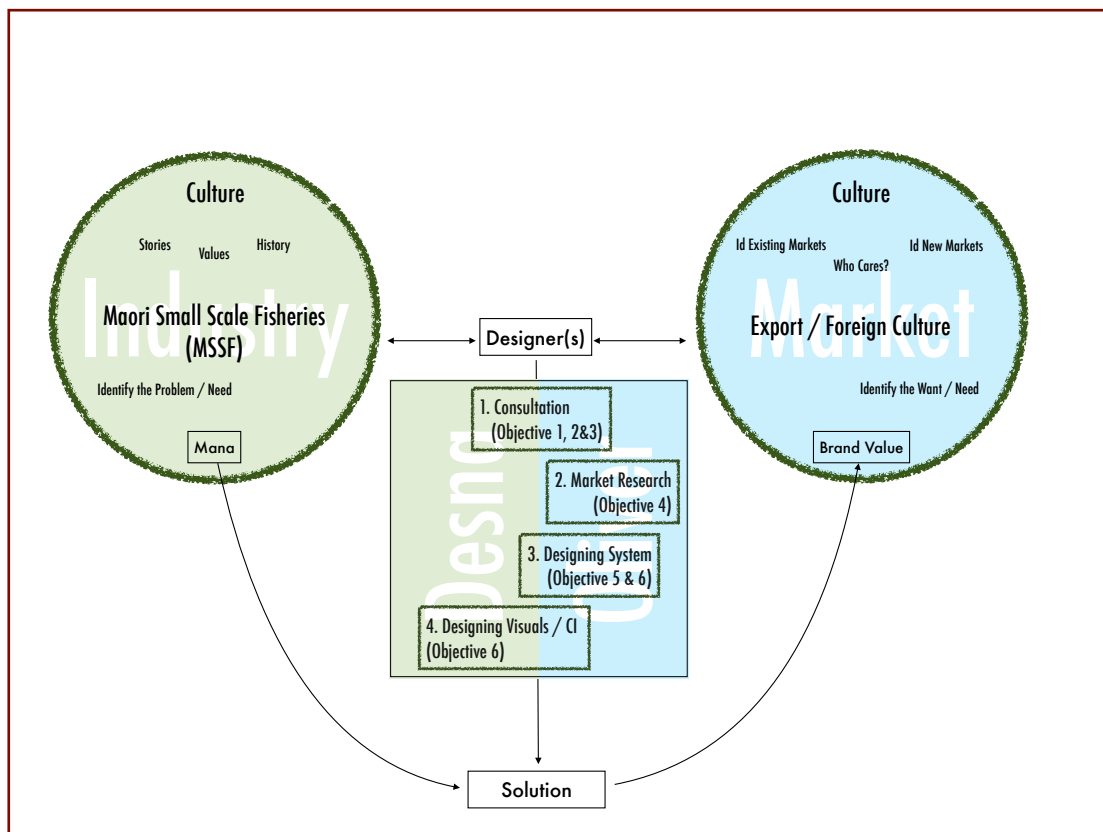 Culture
Stories
Values
History
Industry
Maori Small Scale Fisheries
(MSSF)
Identify the Problem / Need
Mana
Designer(s)
1. Consultation
(Objective 1, 2&3)
2. Market Research
(Objective 4)
3. Designing System
(Objective 5 & 6)
4. Designing Visuals / CI
(Objective 6)
Desng
Oliver
Solution
Culture
Id Existing Markets
Id New Markets
Who Cares?
Market
Export / Foreign Culture
Identify the Want / Need
Brand Value